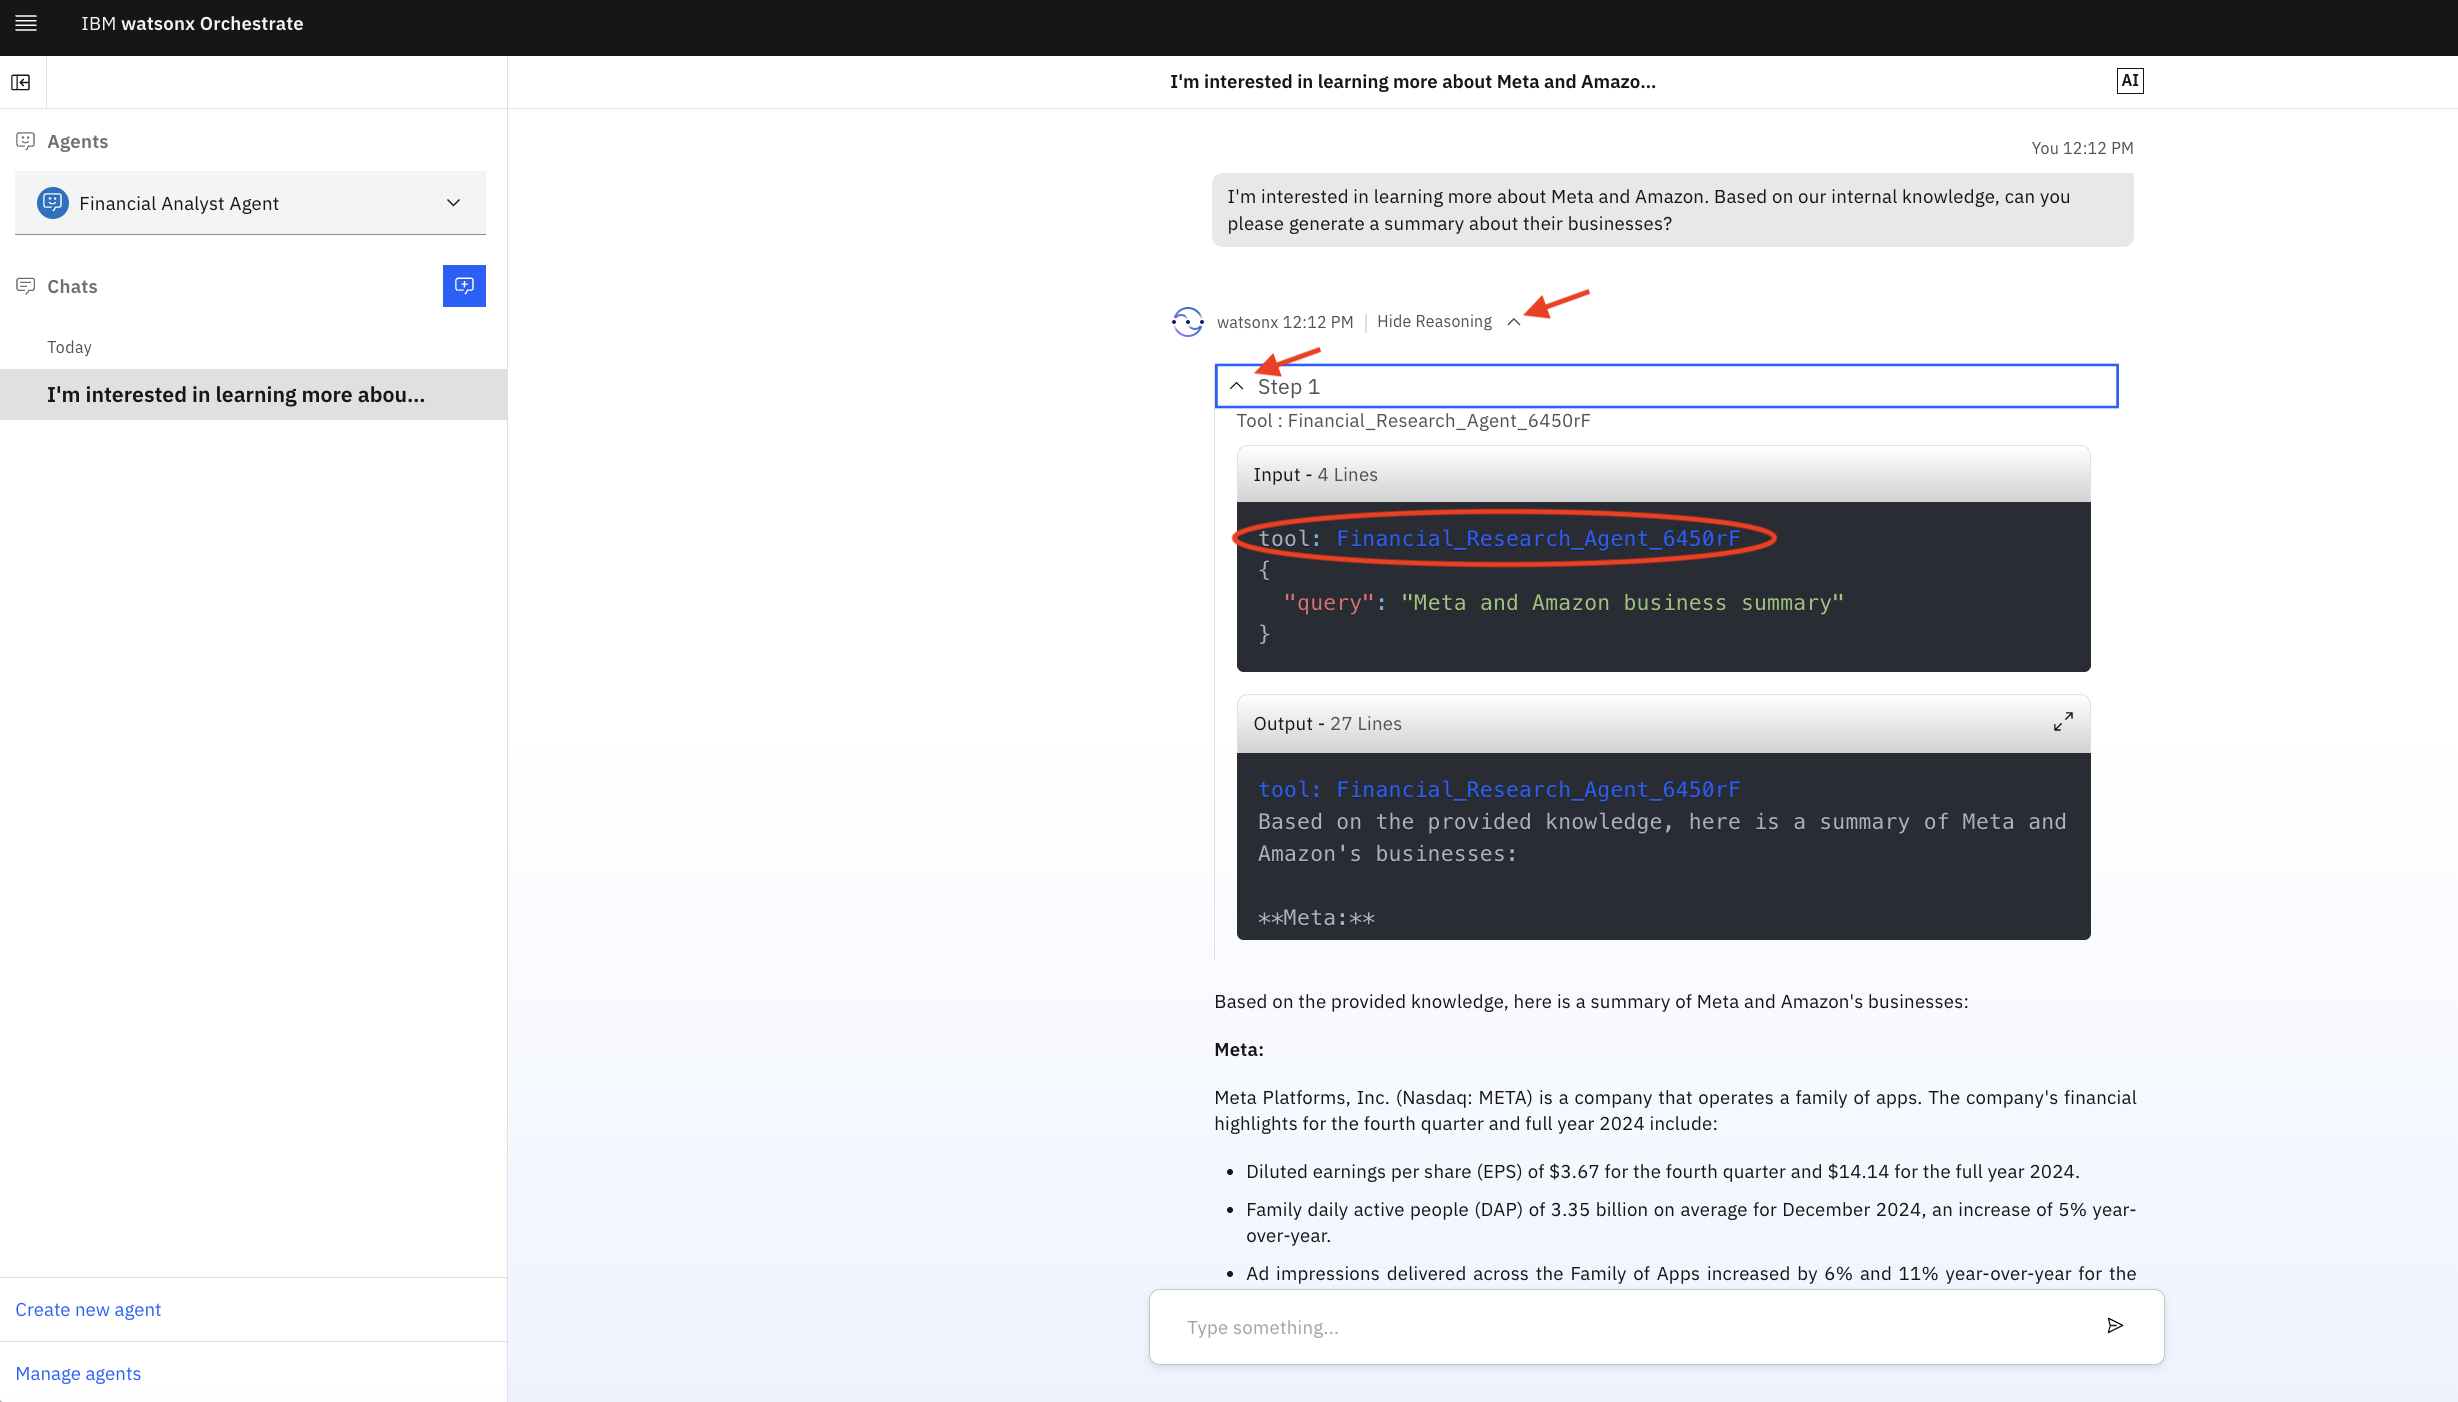 IBM watsonx Orchestrate
I'm interested in learning more about Meta and Amazo...
AI
Agents
Financial Analyst Agent
Chats
Today
I'm interested in learning more abou...
Create new agent
Manage agents
You 12:12 PM
I'm interested in learning more about Meta and Amazon. Based on our internal knowledge, can you
please generate a summary about their businesses?
watsonx 12:12 PM | Hide Reasoning
Step 1
Tool : Financial_Research_Agent_6450rF
Input - 4 Lines
tool: Financial_Research_Agent_6450rF
{
"query": "Meta and Amazon business summary"
}
Output - 27 Lines
tool: Financial_Research_Agent_6450rF
Based on the provided knowledge, here is a summary of Meta and
Amazon's businesses:
**Meta:**
Based on the provided knowledge, here is a summary of Meta and Amazon's businesses:
Meta:
Meta Platforms, Inc. (Nasdaq: META) is a company that operates a family of apps. The company's financial
highlights for the fourth quarter and full year 2024 include:
• Diluted earnings per share (EPS) of $3.67 for the fourth quarter and $14.14 for the full year 2024.
• Family daily active people (DAP) of 3.35 billion on average for December 2024, an increase of 5% year-
over-year.
• Ad impressions delivered across the Family of Apps increased by 6% and 11% year-over-year for the
Type something...